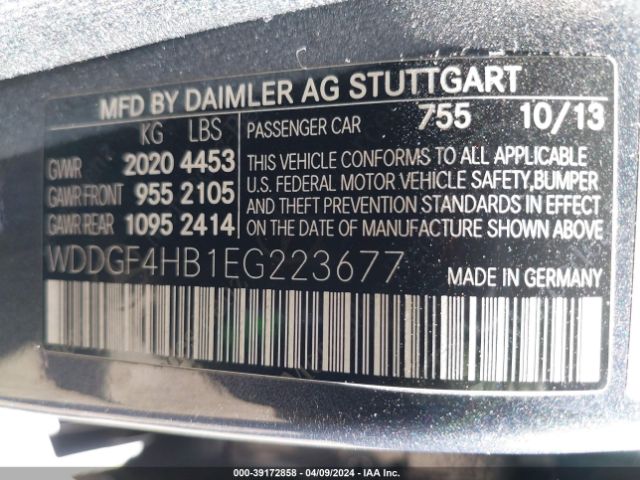 MFD BY DAIMLER AG STUTTGART
KG LBS
GVWR 2020 4453
GAWR FRONT 955 2105
GAWR REAR 1095 2414
PASSENGER CAR 755 10/13
THIS VEHICLE CONFORMS TO ALL APPLICABLE
U.S. FEDERAL MOTOR VEHICLE SAFETY,BUMPER
AND THEFT PREVENTION STANDARDS IN EFFECT
ON THE DATE OF MANUFACTURE SHOWN ABOVE
WDDGF4HB1EG223677
MADE IN GERMANY
000-39172858 | 04/09/2024 | IAA Inc.